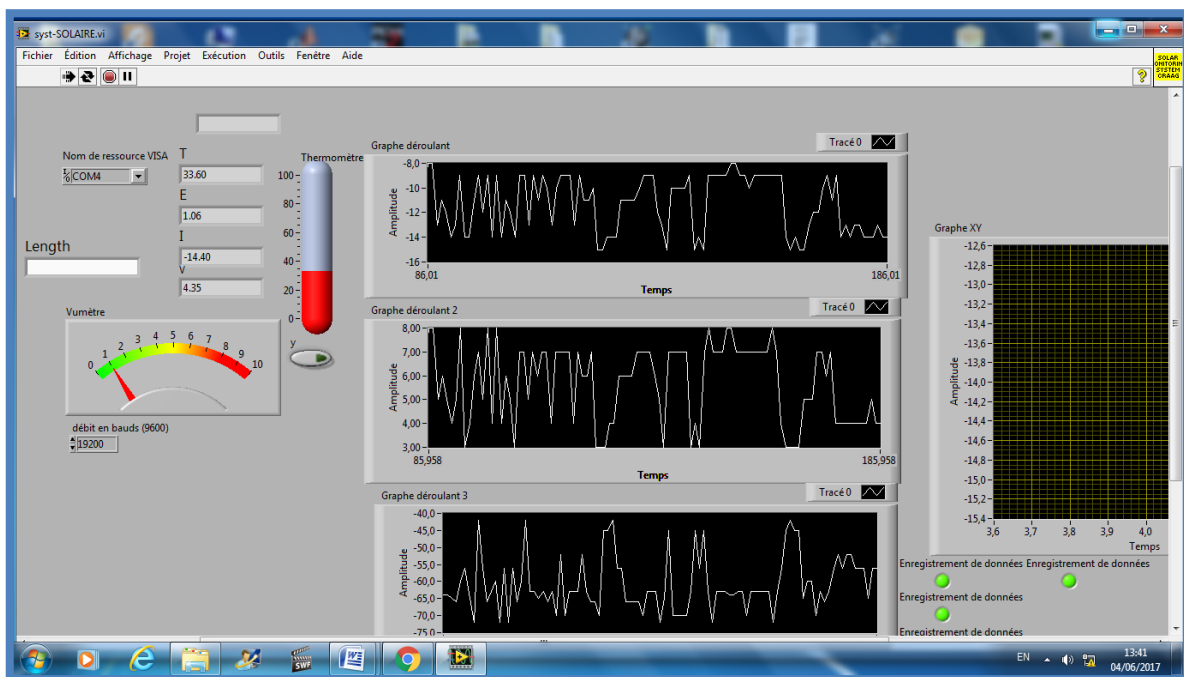 syst-SOLAIRE.vi
Fichier Édition Affichage Projet Exécution Outils Fenêtre Aide
SOLAR
SYSTEM
CRAAG
Nom de ressource VISA
COM4
T
33.60
E
1.06
I
-14.40
V
4.35
Length
Thermomètre
100
80
60
40
20
0
y
Vumètre
0 1 2 3 4 5 6 7 8 9 10
débit en bauds (9600)
19200
Graphe déroulant
Tracé 0
Amplitude
-8,0
-10
-12
-14
-16
86,01 186,01
Temps
Graphe déroulant 2
Tracé 0
Amplitude
8,00
7,00
6,00
5,00
4,00
3,00
85,958 185,958
Temps
Graphe déroulant 3
Tracé 0
Amplitude
-40,0
-45,0
-50,0
-55,0
-60,0
-65,0
-70,0
-75,0
Graphe XY
Amplitude
-12,6
-12,8
-13,0
-13,2
-13,4
-13,6
-13,8
-14,0
-14,2
-14,4
-14,6
-14,8
-15,0
-15,2
-15,4
3,6 3,7 3,8 3,9 4,0
Temps
Enregistrement de données Enregistrement de données
Enregistrement de données
Enregistrement de données
SWF
EN
13:41
04/06/2017